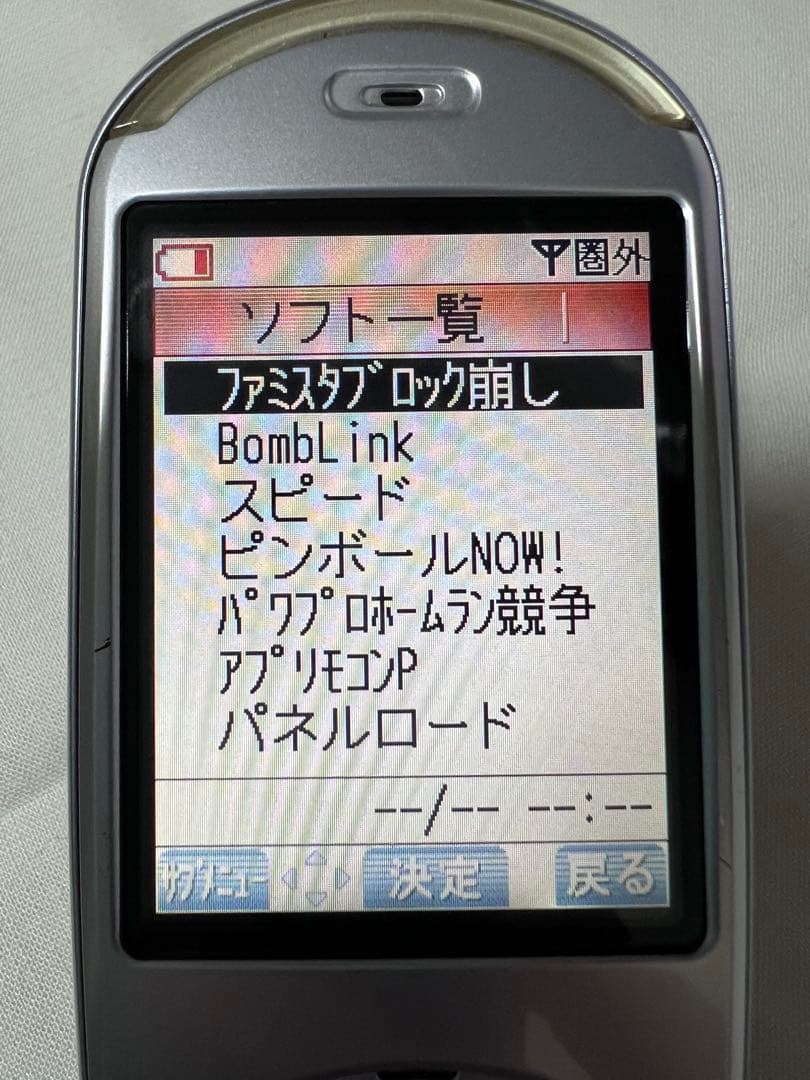 圏外
ソフト一覧
ﾌｧﾐｽﾀﾌﾞﾛｯｸ崩し
BombLink
スピード
ピンボールNOW!
ﾊﾟﾜﾌﾟﾛﾎｰﾑﾗﾝ競争
ｱﾌﾟﾘﾓｺﾝP
パネルロード
--/-- --:--
ｻﾌﾞﾒﾆｭｰ 決定 戻る